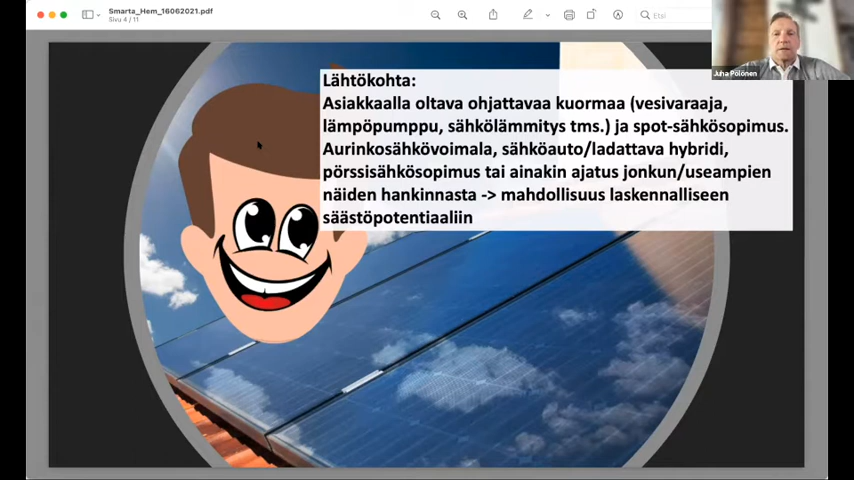 Smarta_Hem_16062021.pdf
Sivu 4 / 11
Etsi
Juha Polonen
Lähtökohta:
Asiakkaalla oltava ohjattavaa kuormaa (vesivaraaja,
lämpöpumppu, sähkölämmitys tms.) ja spot-sähkösopimus.
Aurinkosähkövoimala, sähköauto/ladattava hybridi,
pörssisähkösopimus tai ainakin ajatus jonkun/useampien
näiden hankinnasta -> mahdollisuus laskennalliseen
säästöpotentiaaliin